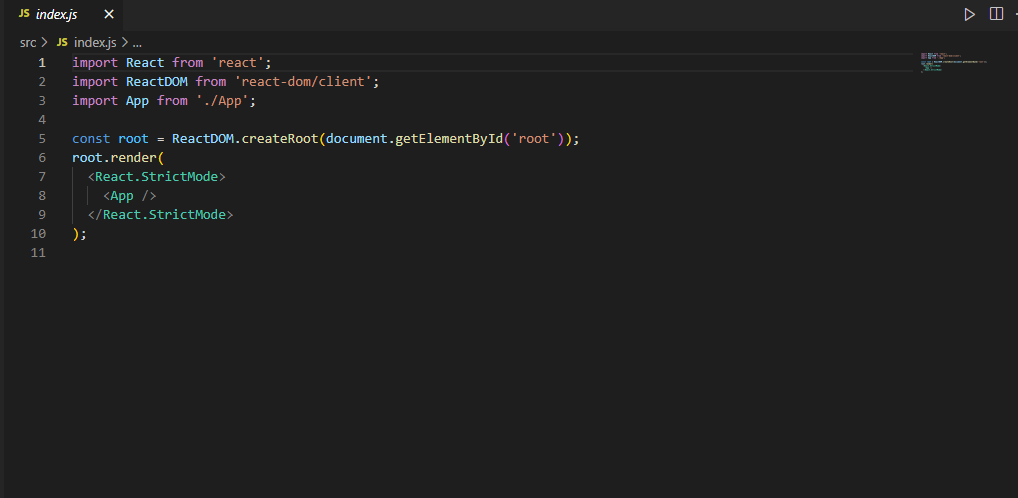 JS index.js ×
src > JS index.js > ...
1 import React from 'react';
2 import ReactDOM from 'react-dom/client';
3 import App from './App';
4
5 const root = ReactDOM.createRoot(document.getElementById('root'));
6 root.render(
7   <React.StrictMode>
8     <App />
9   </React.StrictMode>
10 );
11